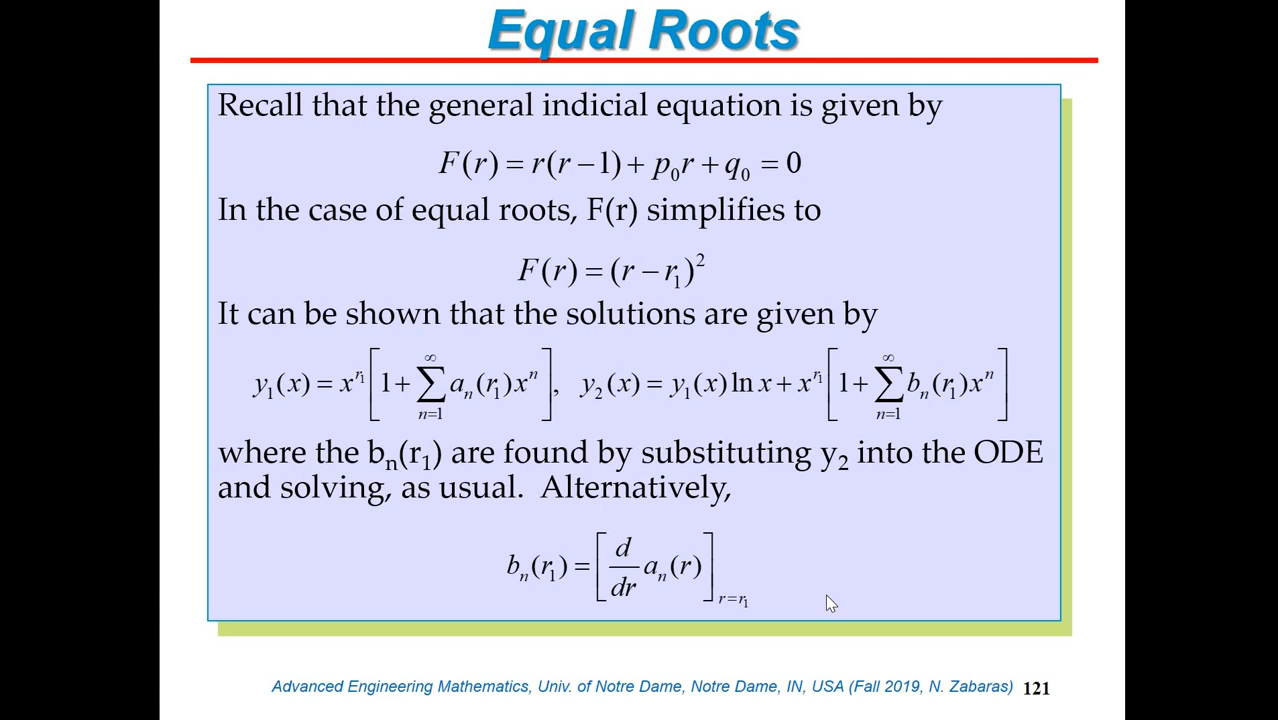 Equal Roots
Recall that the general indicial equation is given by
F(r) = r(r − 1) + p₀r + q₀ = 0
In the case of equal roots, F(r) simplifies to
F(r) = (r − r₁)²
It can be shown that the solutions are given by
y₁(x) = x^{r₁} [1 + ∑_{n=1}^{∞} aₙ(r₁)xⁿ], y₂(x) = y₁(x) ln x + x^{r₁} [1 + ∑_{n=1}^{∞} bₙ(r₁)xⁿ]
where the bₙ(r₁) are found by substituting y₂ into the ODE
and solving, as usual. Alternatively,
bₙ(r₁) = [d/dr aₙ(r)]_{r=r₁}
Advanced Engineering Mathematics, Univ. of Notre Dame, Notre Dame, IN, USA (Fall 2019, N. Zabaras) 121